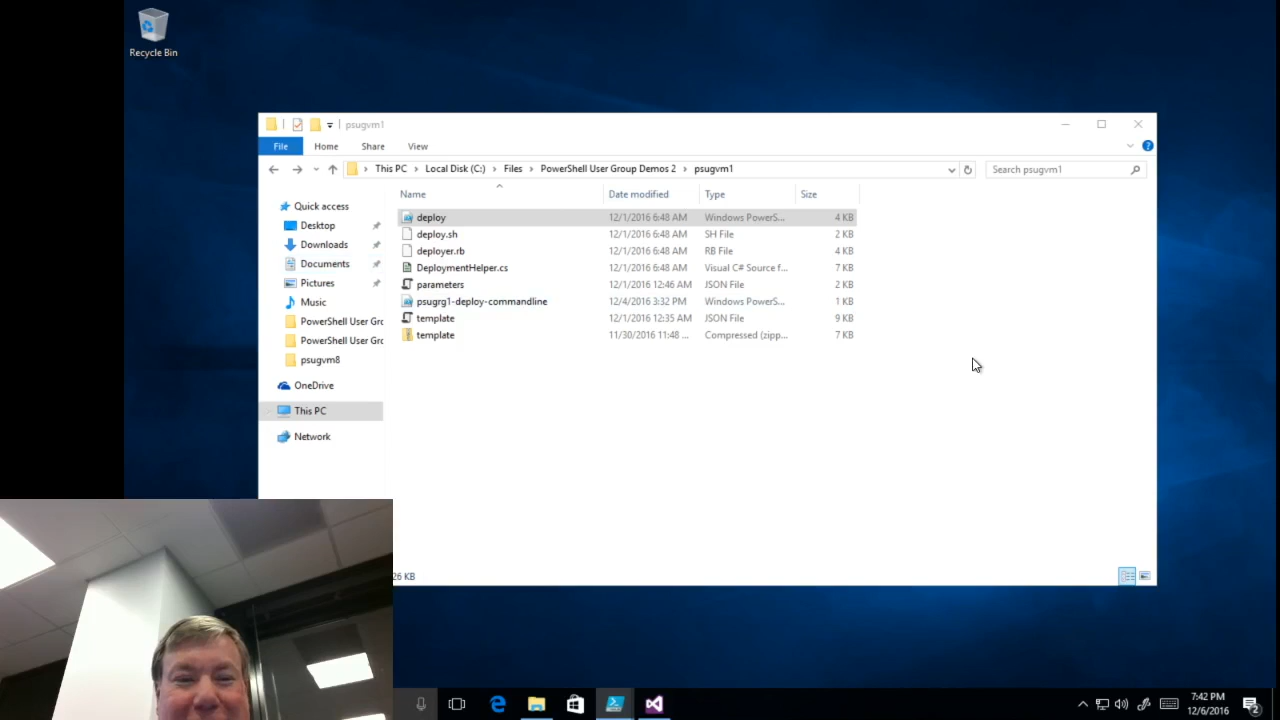 Recycle Bin
psugvm1
File Home Share View
This PC Local Disk (C:) Files PowerShell User Group Demos 2 psugvm1
Search psugvm1
Name Date modified Type Size
Quick access
Desktop
Downloads
Documents
Pictures
Music
PowerShell User Grc
PowerShell User Grc
psugvm8
OneDrive
This PC
Network
deploy 12/1/2016 6:48 AM Windows PowerS... 4 KB
deploy.sh 12/1/2016 6:48 AM SH File 2 KB
deployer.rb 12/1/2016 6:48 AM RB File 4 KB
DeploymentHelper.cs 12/1/2016 6:48 AM Visual C# Source f... 7 KB
parameters 12/1/2016 12:46 AM JSON File 2 KB
psugrg1-deploy-commandline 12/4/2016 3:32 PM Windows PowerS... 1 KB
template 12/1/2016 12:35 AM JSON File 9 KB
template 11/30/2016 11:48 ... Compressed (zipp... 7 KB
26 KB
7:42 PM
12/6/2016
2